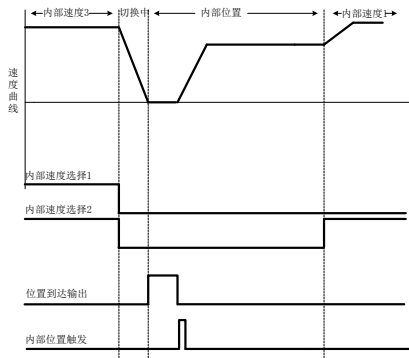 内部速度3
切换中
内部位置
内部速度1
速度曲线
内部速度选择1
内部速度选择2
位置到达输出
内部位置触发